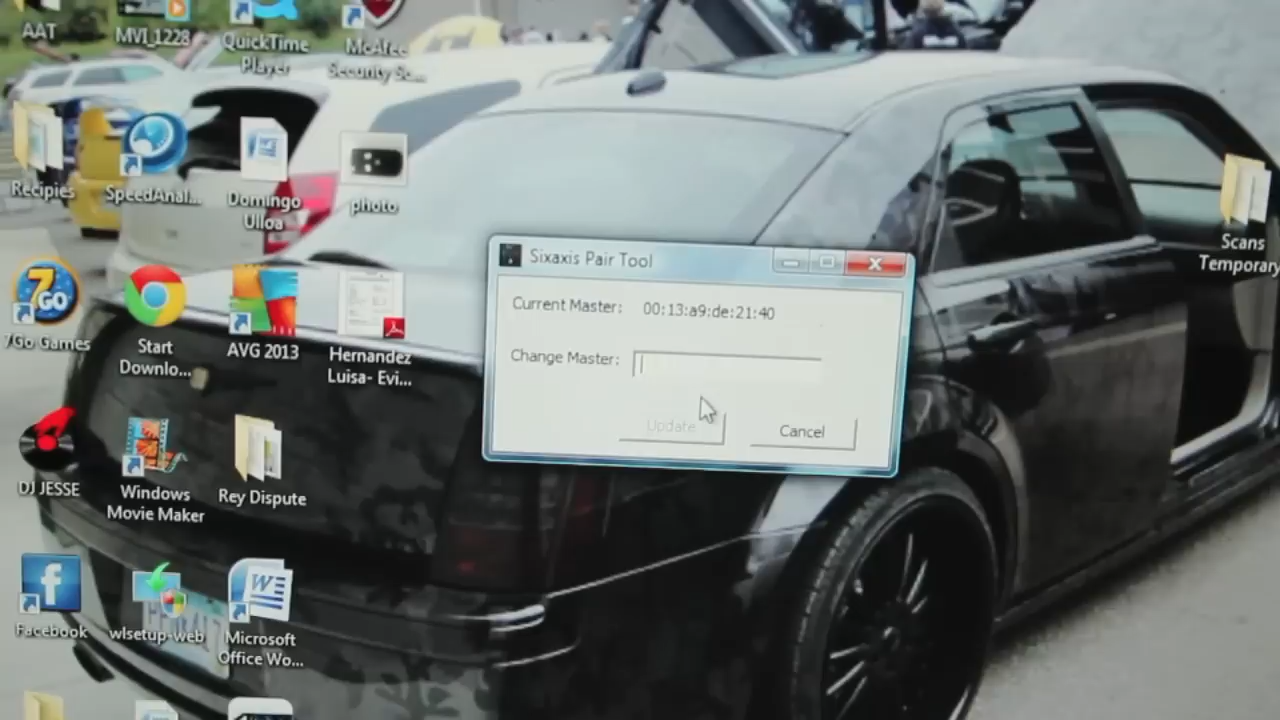 AAT
MVI_1228
QuickTime
Player
McAfee
Security Sc...
Recipies
SpeedAnal...
Domingo
Ulloa
photo
Scans
Temporary
Sixaxis Pair Tool
Current Master: 00:13:a9:de:21:40
Change Master:
Update
Cancel
7
GO
7Go Games
Start
Downlo...
AVG 2013
Hernandez
Luisa- Evi...
DJ JESSE
Windows
Movie Maker
Rey Dispute
f
Facebook
wlsetup-web
W
Microsoft
Office Wo...